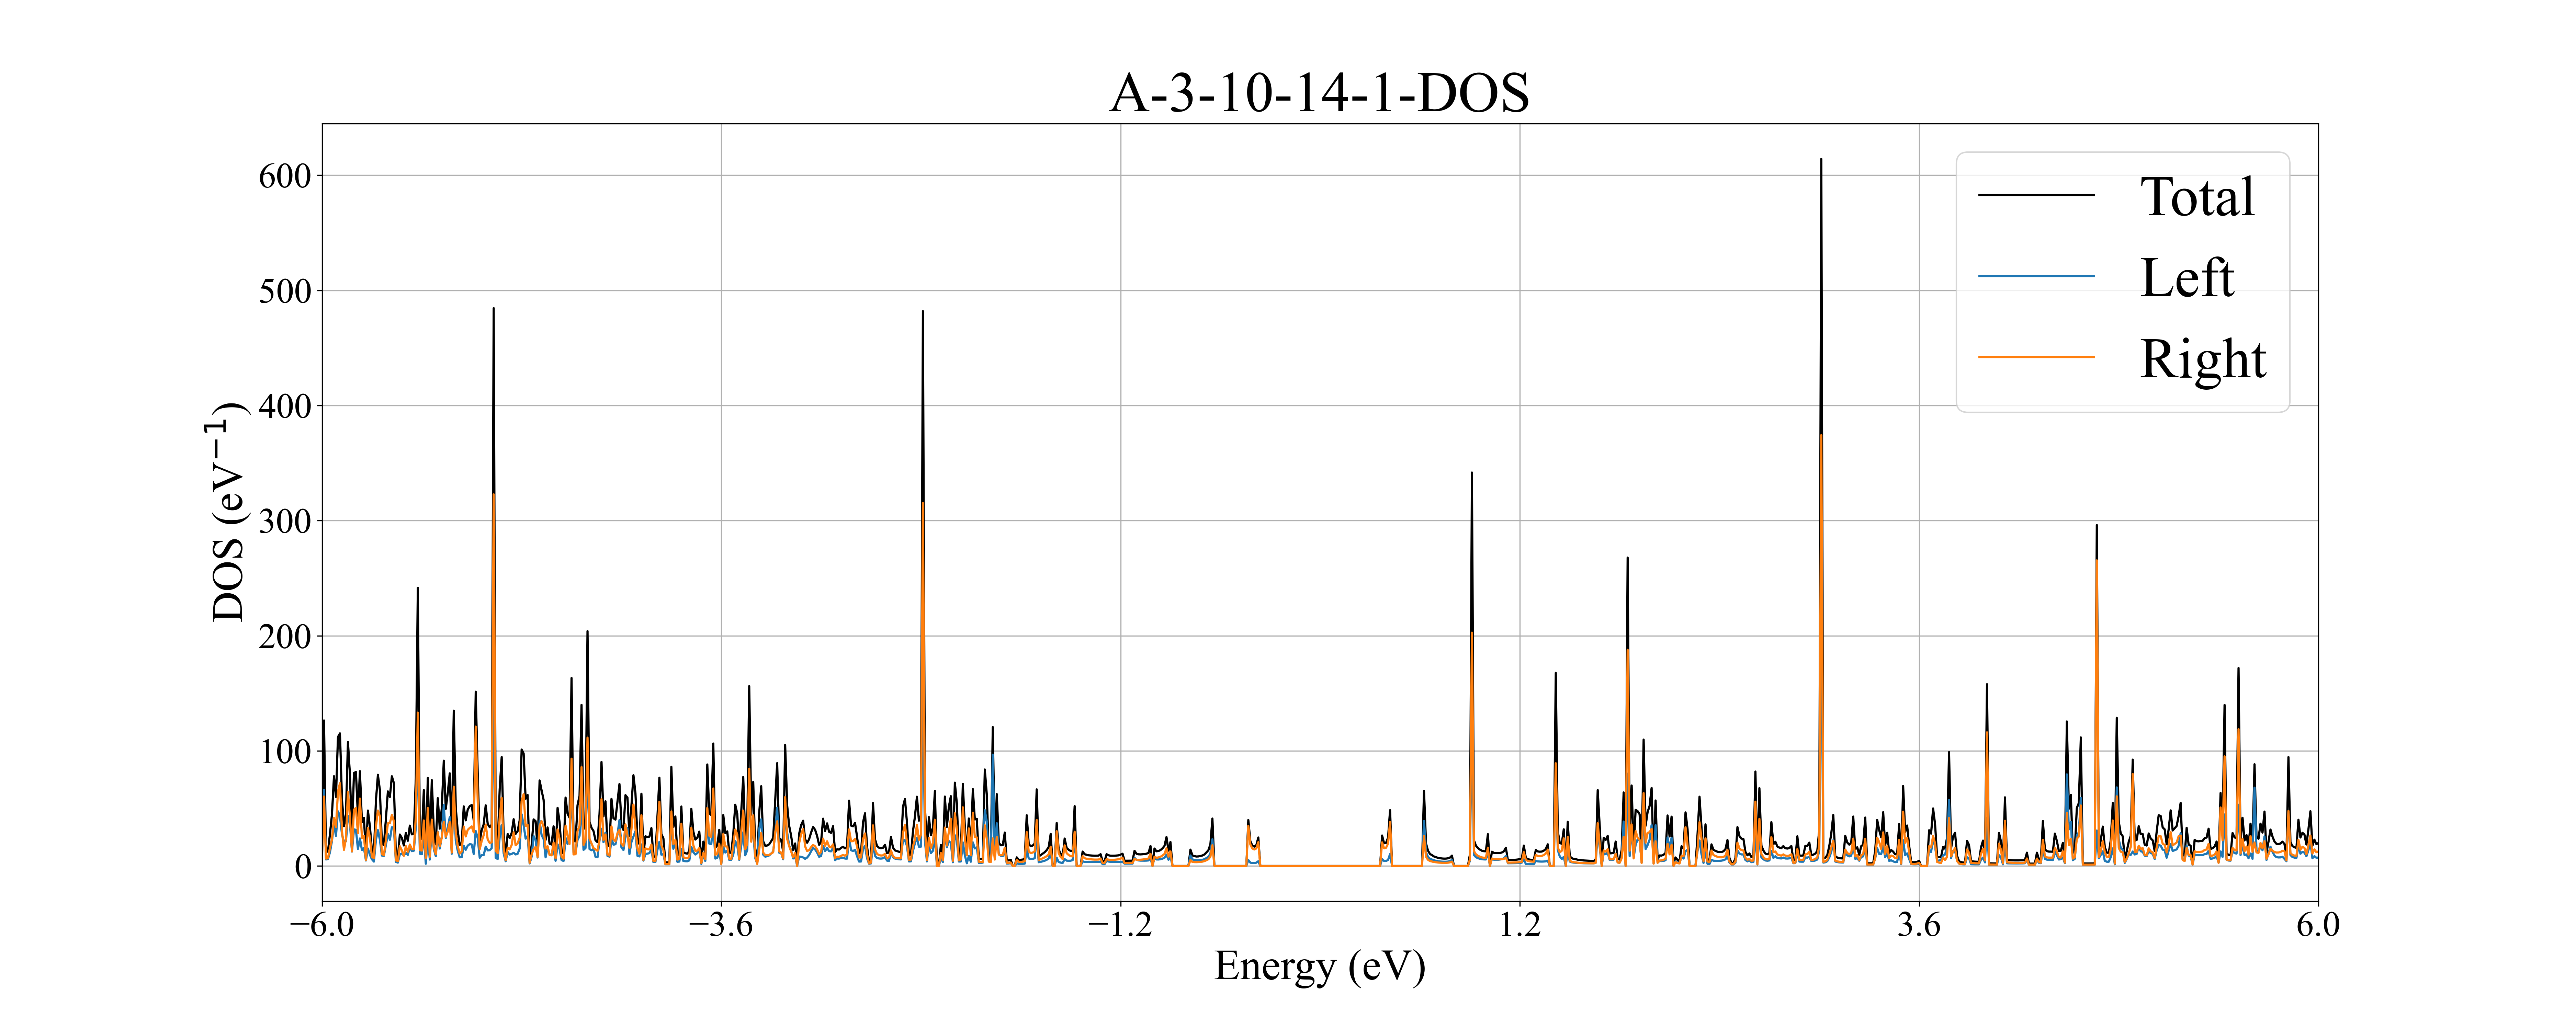 A-3-10-14-1-DOS
Total
Left
Right
DOS (eV⁻¹)
600
500
400
300
200
100
0
−6.0
−3.6
−1.2
1.2
3.6
6.0
Energy (eV)